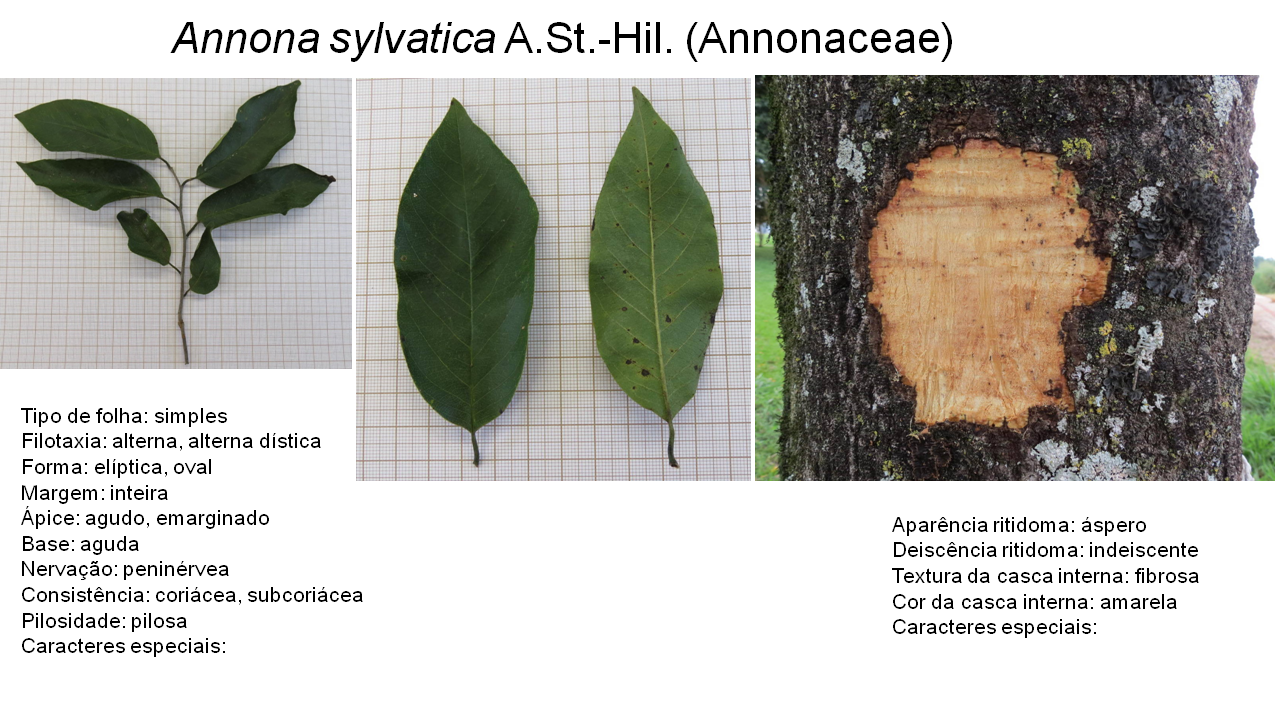 Annona sylvatica A.St.-Hil. (Annonaceae)
Tipo de folha: simples
Filotaxia: alterna, alterna dística
Forma: elíptica, oval
Margem: inteira
Ápice: agudo, emarginado
Base: aguda
Nervação: peninérvea
Consistência: coriácea, subcoriácea
Pilosidade: pilosa
Caracteres especiais:
Aparência ritidoma: áspero
Deiscência ritidoma: indeiscente
Textura da casca interna: fibrosa
Cor da casca interna: amarela
Caracteres especiais: